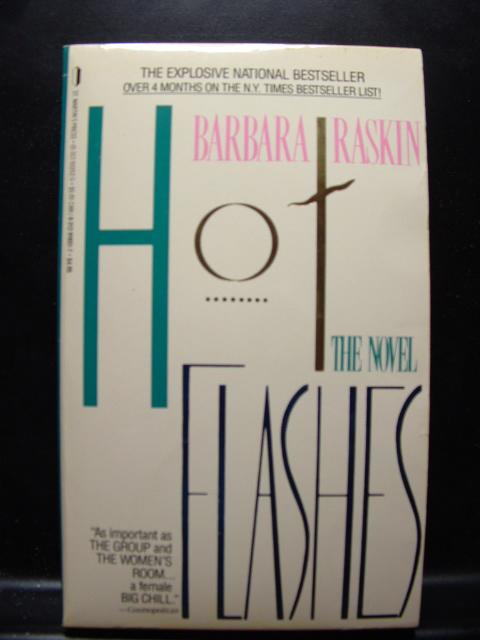 THE EXPLOSIVE NATIONAL BESTSELLER
OVER 4 MONTHS ON THE N.Y. TIMES BESTSELLER LIST!
BARBARA RASKIN
HOT
THE NOVEL
FLASHES
"As important as
THE GROUP and
THE WOMEN'S
ROOM...
a female
BIG CHILL."
—Cosmopolitan